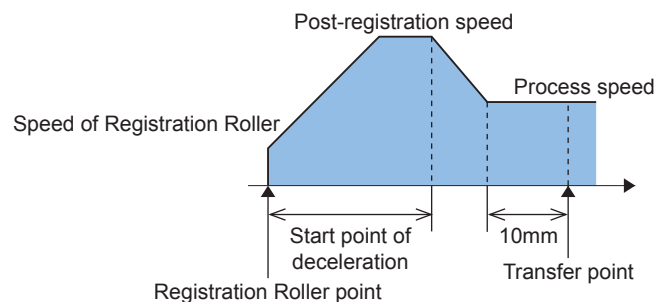 Post-registration speed
Process speed
Speed of Registration Roller
Start point of
deceleration
10mm
Transfer point
Registration Roller point